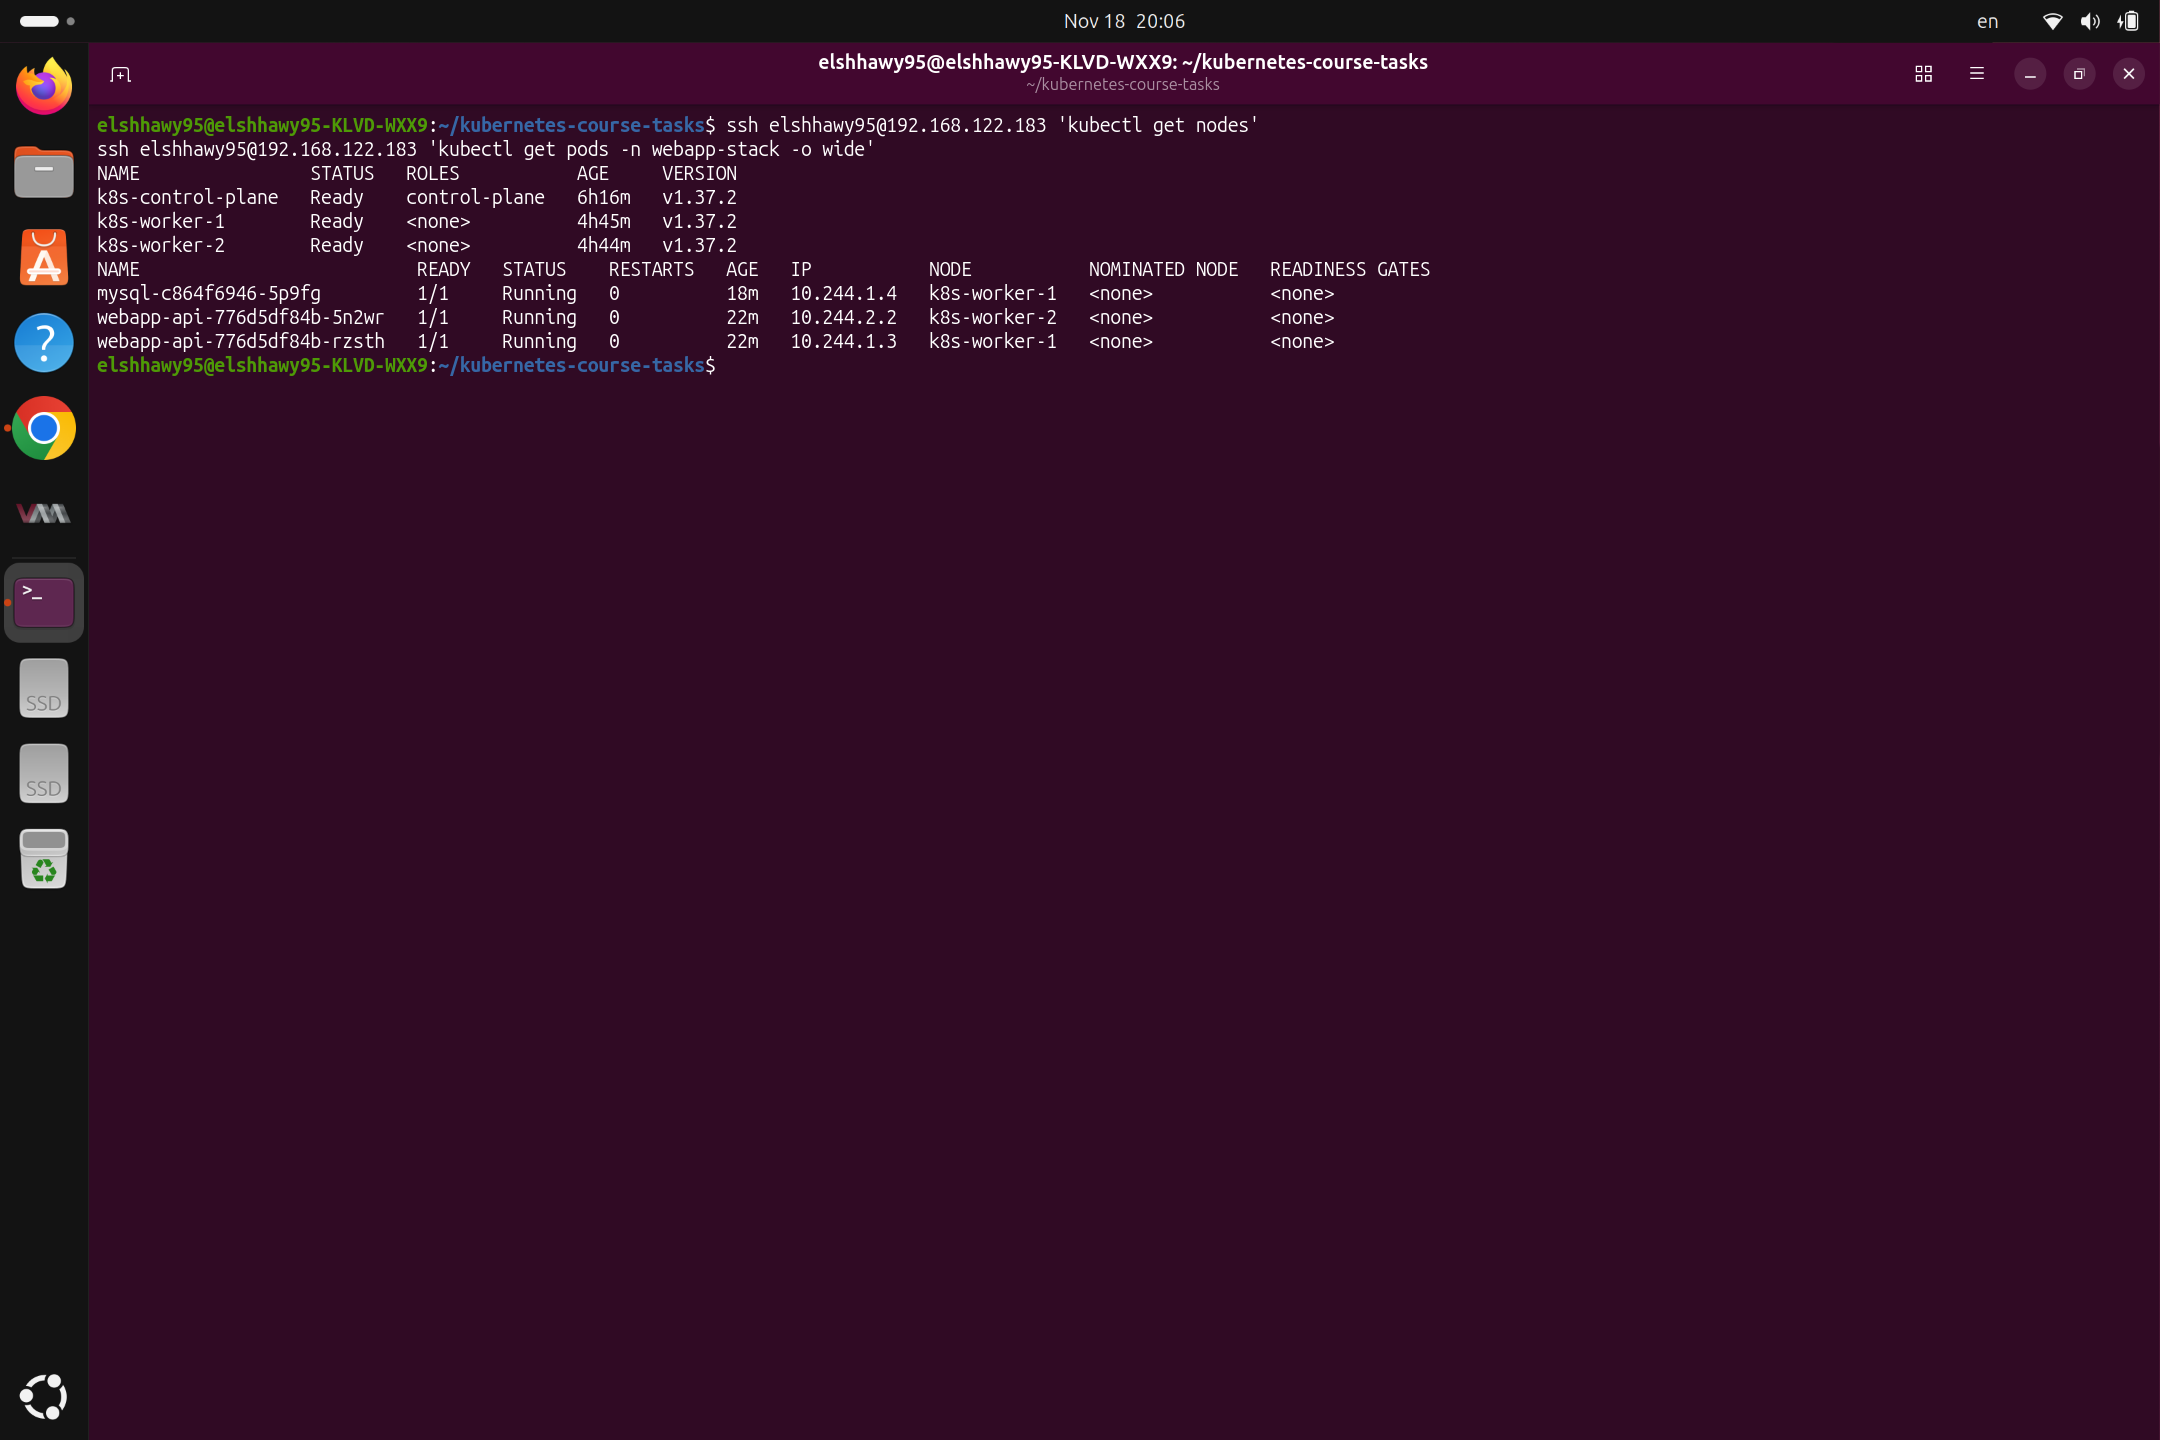 Nov 18 20:06
en
elshhawy95@elshhawy95-KLVD-WXX9: ~/kubernetes-course-tasks
~/kubernetes-course-tasks
elshhawy95@elshhawy95-KLVD-WXX9:~/kubernetes-course-tasks$ ssh elshhawy95@192.168.122.183 'kubectl get nodes'
ssh elshhawy95@192.168.122.183 'kubectl get pods -n webapp-stack -o wide'
NAME                STATUS   ROLES           AGE     VERSION
k8s-control-plane   Ready    control-plane   6h16m   v1.37.2
k8s-worker-1        Ready    <none>          4h45m   v1.37.2
k8s-worker-2        Ready    <none>          4h44m   v1.37.2
NAME                          READY   STATUS    RESTARTS   AGE   IP           NODE           NOMINATED NODE   READINESS GATES
mysql-c864f6946-5p9fg         1/1     Running   0          18m   10.244.1.4   k8s-worker-1   <none>           <none>
webapp-api-776d5df84b-5n2wr   1/1     Running   0          22m   10.244.2.2   k8s-worker-2   <none>           <none>
webapp-api-776d5df84b-rzsth   1/1     Running   0          22m   10.244.1.3   k8s-worker-1   <none>           <none>
elshhawy95@elshhawy95-KLVD-WXX9:~/kubernetes-course-tasks$
>_
SSD
SSD